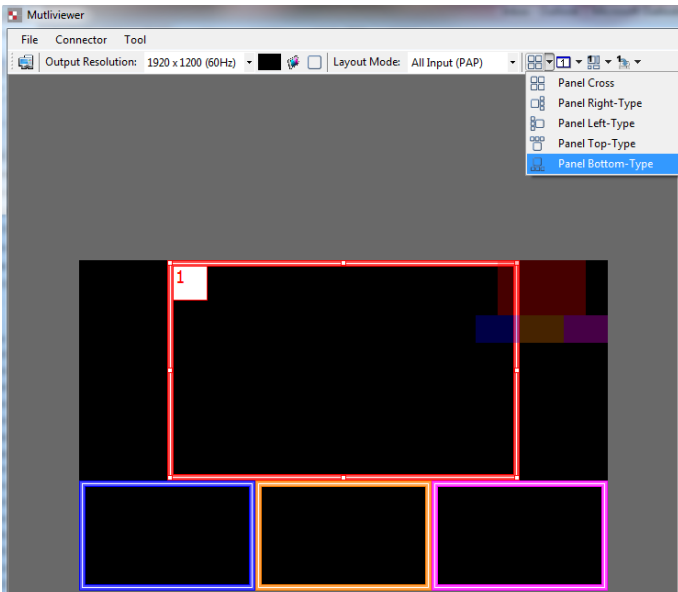 Mutliviewer
File Connector Tool
Output Resolution: 1920 x 1200 (60Hz) Layout Mode: All Input (PAP) 1
Panel Cross
Panel Right-Type
Panel Left-Type
Panel Top-Type
Panel Bottom-Type
1